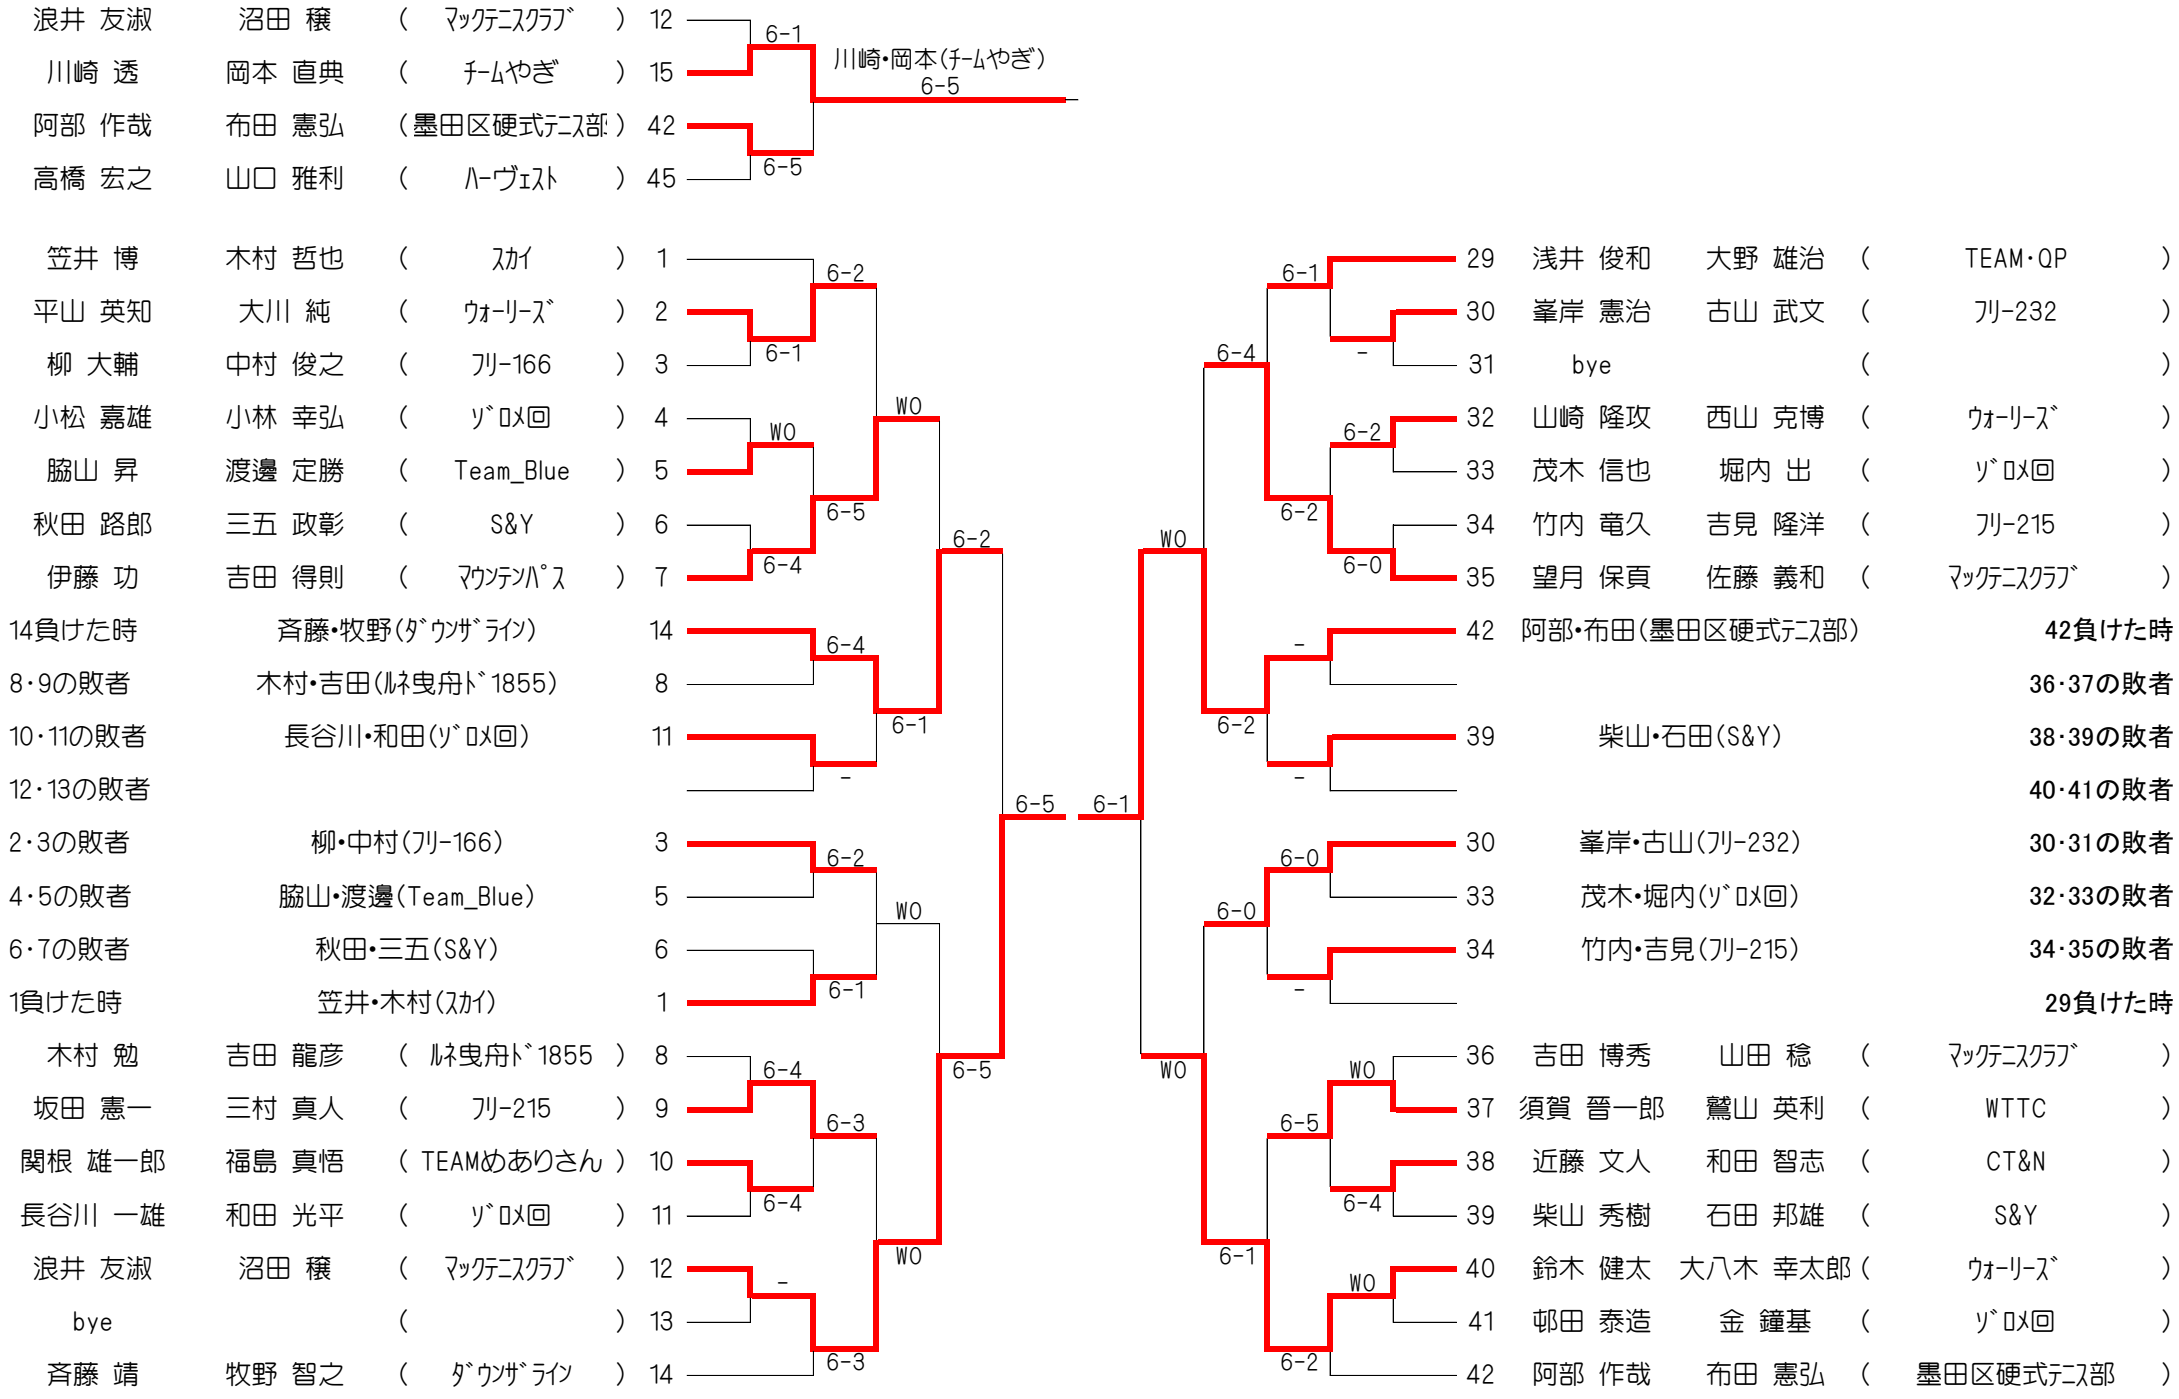 浪井 友淑 沼田 穣 ( マックテニスクラブ ) 12
6-1
川崎・岡本(チームやぎ)
川崎 透 岡本 直典 ( チームやぎ ) 15
6-5
阿部 作哉 布田 憲弘 ( 墨田区硬式テニス部 ) 42
6-5
高橋 宏之 山口 雅利 ( ハーヴェスト ) 45
笠井 博 木村 哲也 ( スカイ ) 1
6-2
平山 英知 大川 純 ( ウォーリーズ ) 2
6-1
柳 大輔 中村 俊之 ( フリー166 ) 3
小松 嘉雄 小林 幸弘 ( ゾロメ回 ) 4
WO
WO
脇山 昇 渡邊 定勝 ( Team_Blue ) 5
6-5
秋田 路郎 三五 政彰 ( S&Y ) 6
6-2
6-4
伊藤 功 吉田 得則 ( マウンテンパス ) 7
14負けた時 斉藤・牧野(ダウンザライン) 14
6-4
8・9の敗者 木村・吉田(ルネ曳舟ド1855) 8
6-1
10・11の敗者 長谷川・和田(ゾロメ回) 11
-
12・13の敗者
6-5
2・3の敗者 柳・中村(フリー166) 3
6-2
4・5の敗者 脇山・渡邊(Team_Blue) 5
WO
6・7の敗者 秋田・三五(S&Y) 6
6-1
1負けた時 笠井・木村(スカイ) 1
木村 勉 吉田 龍彦 ( ルネ曳舟ド1855 ) 8
6-4
6-5
坂田 憲一 三村 真人 ( フリー215 ) 9
6-3
関根 雄一郎 福島 真悟 ( TEAMめありさん ) 10
6-4
長谷川 一雄 和田 光平 ( ゾロメ回 ) 11
WO
浪井 友淑 沼田 穣 ( マックテニスクラブ ) 12
-
bye ( ) 13
6-3
斉藤 靖 牧野 智之 ( ダウンザライン ) 14
29 浅井 俊和 大野 雄治 ( TEAM・QP )
6-1
30 峯岸 憲治 古山 武文 ( フリー232 )
6-4
-
31 bye ( )
32 山崎 隆攻 西山 克博 ( ウォーリーズ )
6-2
33 茂木 信也 堀内 出 ( ゾロメ回 )
6-2
34 竹内 竜久 吉見 隆洋 ( フリー215 )
WO
6-0
35 望月 保頁 佐藤 義和 ( マックテニスクラブ )
42 阿部・布田(墨田区硬式テニス部) 42負けた時
-
36・37の敗者
6-2
39 柴山・石田(S&Y) 38・39の敗者
-
40・41の敗者
6-1
30 峯岸・古山(フリー232) 30・31の敗者
6-0
33 茂木・堀内(ゾロメ回) 32・33の敗者
6-0
34 竹内・吉見(フリー215) 34・35の敗者
-
29負けた時
36 吉田 博秀 山田 稔 ( マックテニスクラブ )
WO
WO
37 須賀 晉一郎 鷲山 英利 ( WTTC )
6-5
38 近藤 文人 和田 智志 ( CT&N )
6-4
39 柴山 秀樹 石田 邦雄 ( S&Y )
6-1
40 鈴木 健太 大八木 幸太郎 ( ウォーリーズ )
WO
41 邨田 泰造 金 鐘基 ( ゾロメ回 )
6-2
42 阿部 作哉 布田 憲弘 ( 墨田区硬式テニス部 )